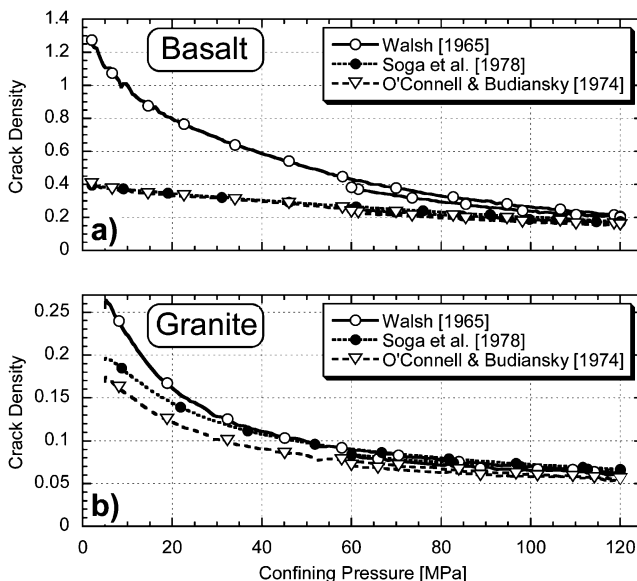 1.4
1.2
1
0.8
0.6
0.4
0.2
0
Crack Density
Basalt
Walsh [1965]
Soga et al. [1978]
O'Connell & Budiansky [1974]
a)
0.25
0.2
0.15
0.1
0.05
0
Crack Density
Granite
Walsh [1965]
Soga et al. [1978]
O'Connell & Budiansky [1974]
b)
0 20 40 60 80 100 120
Confining Pressure [MPa]